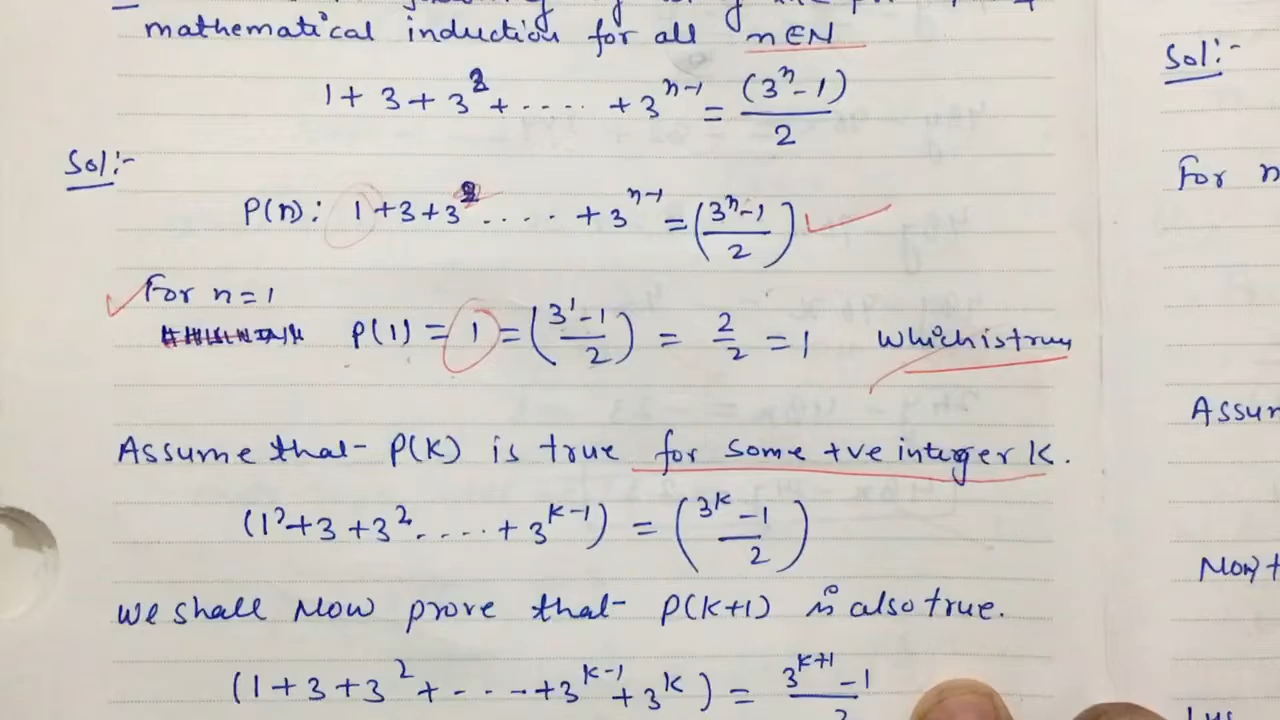 mathematical induction for all n∈N
1 + 3 + 3² + ..... + 3ⁿ⁻¹ = (3ⁿ - 1)/2
Sol:-
P(n): 1 + 3 + 3² ..... + 3ⁿ⁻¹ = ((3ⁿ-1)/2)
For n=1
P(1) = 1 = ((3¹-1)/2) = 2/2 = 1 which is true
Assume that P(K) is true for some +ve integer K.
(1 + 3 + 3² ..... + 3ᴷ⁻¹) = ((3ᴷ-1)/2)
We shall Now prove that P(K+1) is also true.
(1 + 3 + 3² + ..... + 3ᴷ⁻¹ + 3ᴷ) = (3ᴷ⁺¹ - 1)/2
Sol:-
For n
Assum